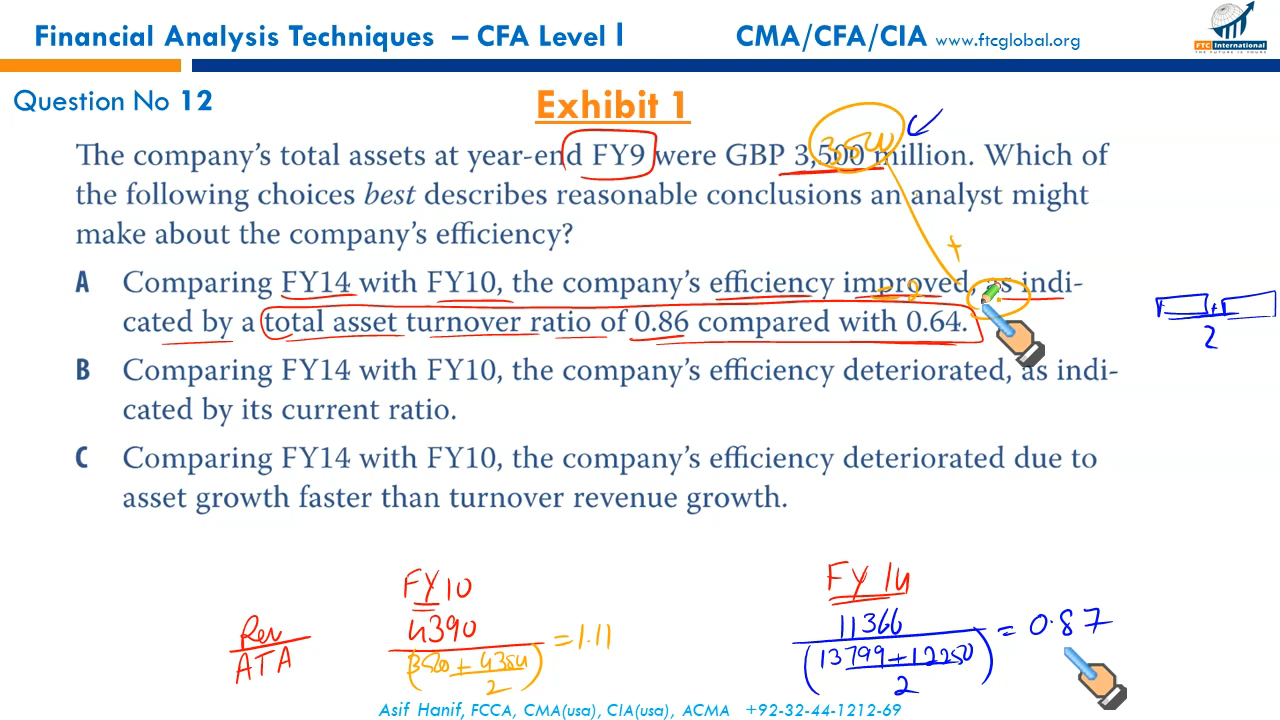 Financial Analysis Techniques – CFA Level I CMA/CFA/CIA www.ftcglobal.org
FTC International
THE FUTURE IS YOURS
Question No 12
Exhibit 1
3500
The company's total assets at year-end FY9 were GBP 3,500 million. Which of
the following choices best describes reasonable conclusions an analyst might
make about the company's efficiency?
+
A Comparing FY14 with FY10, the company's efficiency improved, as indi-
cated by a total asset turnover ratio of 0.86 compared with 0.64.
+
2
B Comparing FY14 with FY10, the company's efficiency deteriorated, as indi-
cated by its current ratio.
C Comparing FY14 with FY10, the company's efficiency deteriorated due to
asset growth faster than turnover revenue growth.
FY10 FY14
Rev 4390 = 1.11 11366 = 0.87
ATA (3500 + 4354) (13799 + 12250)
2 2
Asif Hanif, FCCA, CMA(usa), CIA(usa), ACMA +92-32-44-1212-69